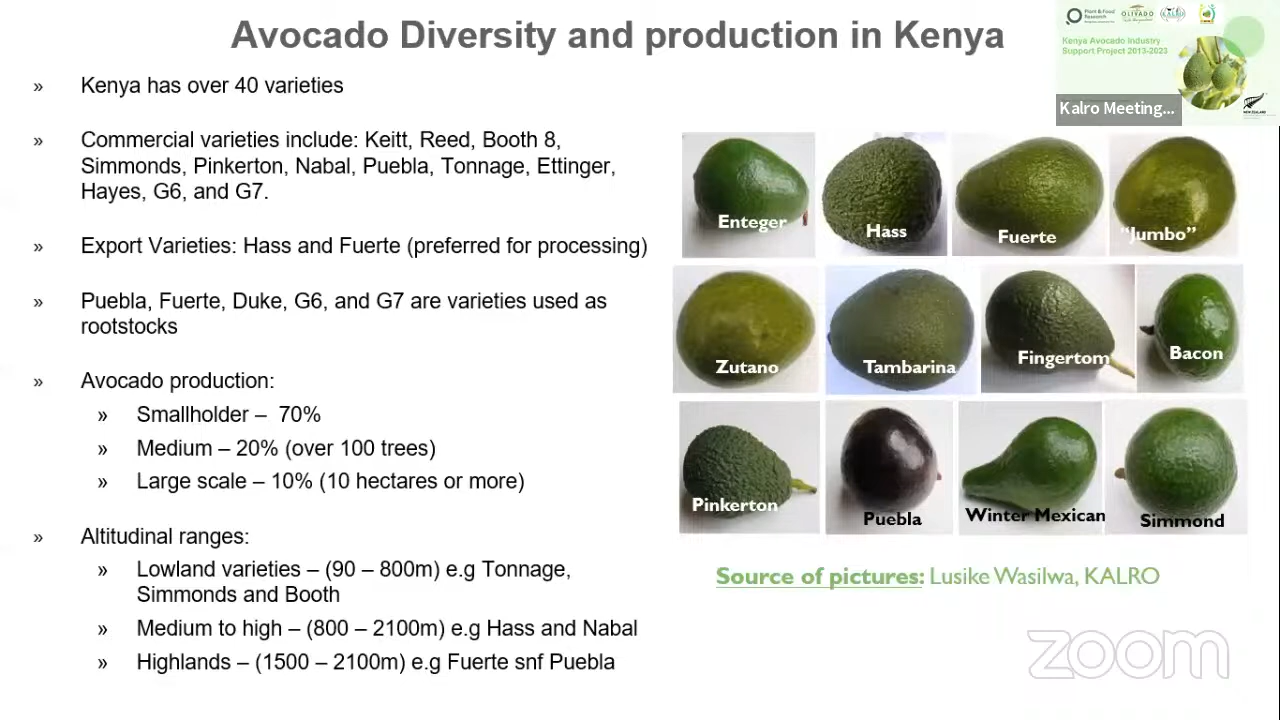 Avocado Diversity and production in Kenya
» Kenya has over 40 varieties
» Commercial varieties include: Keitt, Reed, Booth 8,
Simmonds, Pinkerton, Nabal, Puebla, Tonnage, Ettinger,
Hayes, G6, and G7.
» Export Varieties: Hass and Fuerte (preferred for processing)
» Puebla, Fuerte, Duke, G6, and G7 are varieties used as
rootstocks
» Avocado production:
» Smallholder – 70%
» Medium – 20% (over 100 trees)
» Large scale – 10% (10 hectares or more)
» Altitudinal ranges:
» Lowland varieties – (90 – 800m) e.g Tonnage,
Simmonds and Booth
» Medium to high – (800 – 2100m) e.g Hass and Nabal
» Highlands – (1500 – 2100m) e.g Fuerte snf Puebla
Plant & Food
Research
OLIVADO
KALRO
Kenya Avocado Industry
Support Project 2013-2023
Kalro Meeting...
Enteger
Hass
Fuerte
“Jumbo”
Zutano
Tambarina
Fingertom
Bacon
Pinkerton
Puebla
Winter Mexican
Simmond
Source of pictures: Lusike Wasilwa, KALRO
zoom